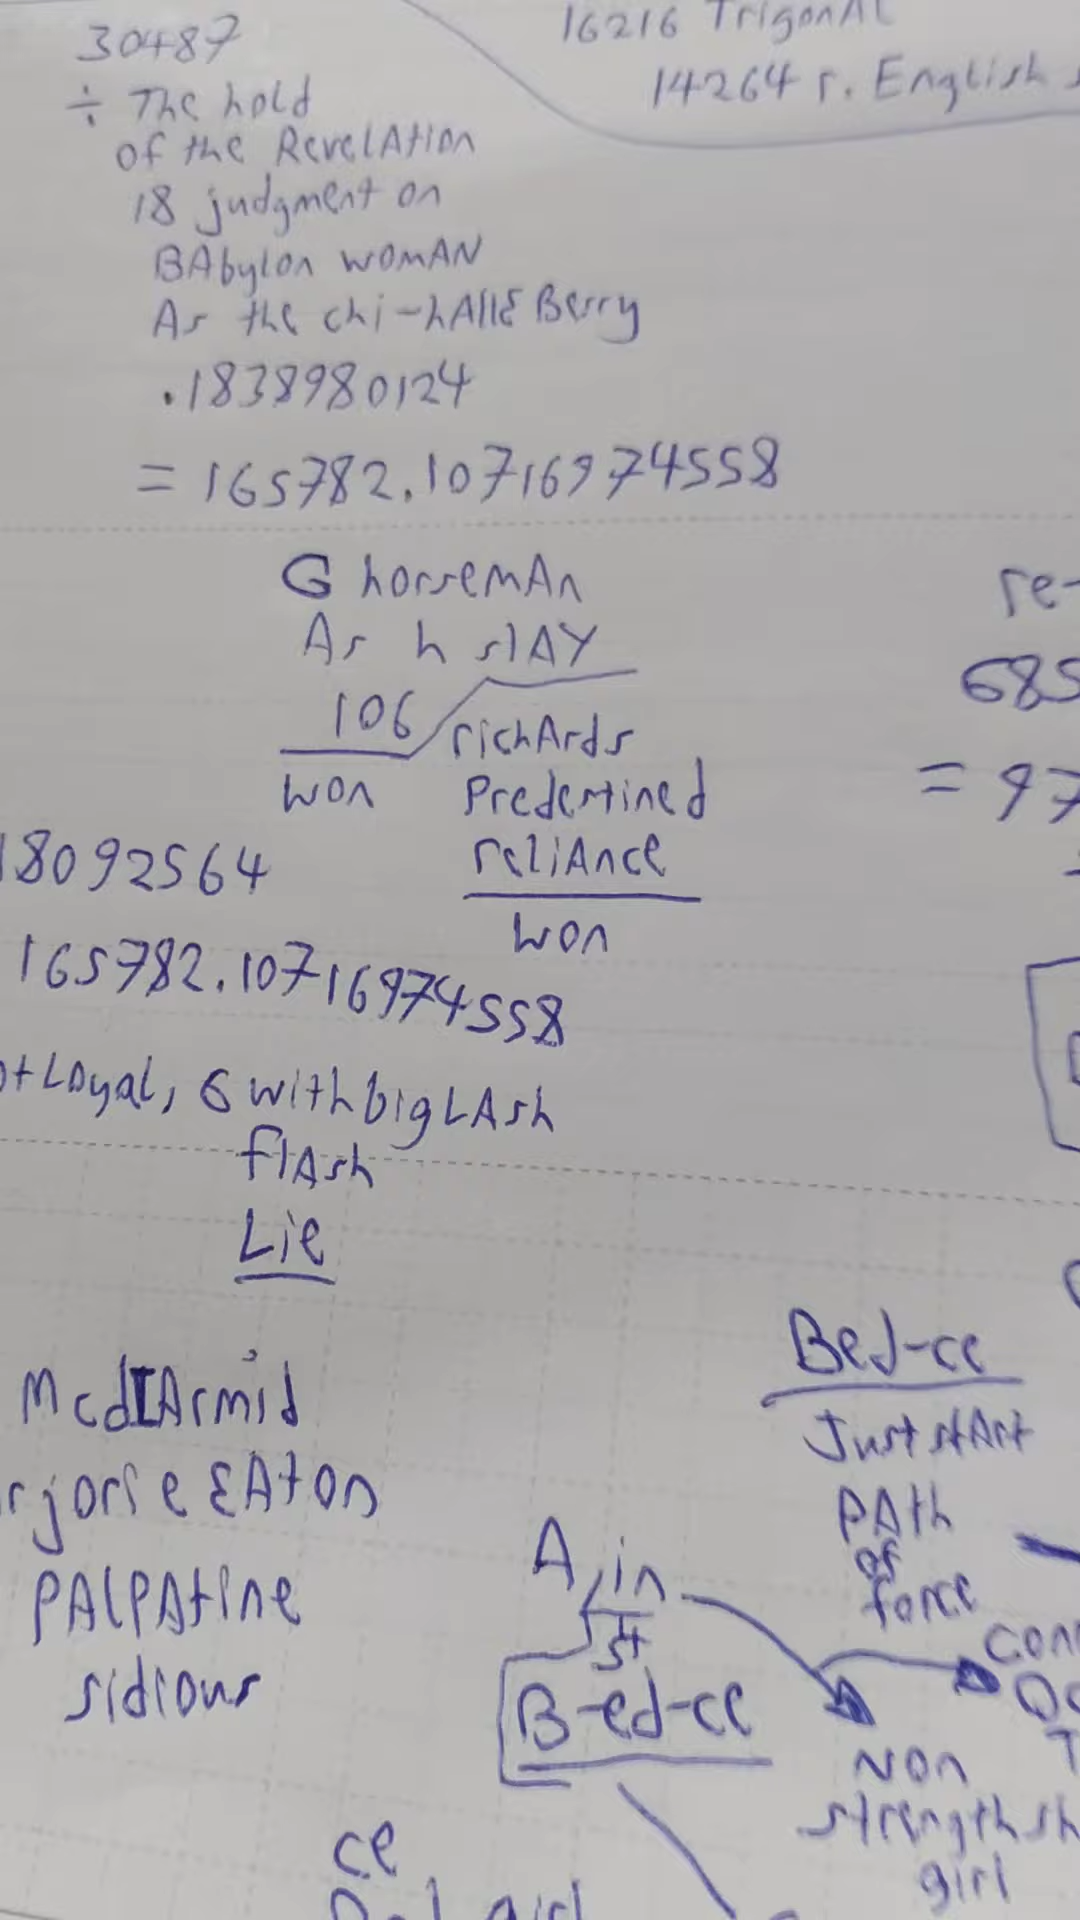 30487
÷ The hold
of the RevelAtion
18 judgment on
BAbylon womAN
As the chi-hAllE Berry
.1838980124
= 165782.10716974558
16216 TrigonAl
14264 r. English
G horsemAn
As h slAY
106 richArds
won Predestined
reliAnce
won
18092564
165782.10716974558
Loyal, G with big LAsh
flAsh
Lie
re-
685
= 97
McdIArmid
rjorie EAton
PAlPAtine
sidious
Bed-ce
Just stArt
PAth
of
force
A in
st
B-ed-ce
Non
strength sh
girl
ce
girl